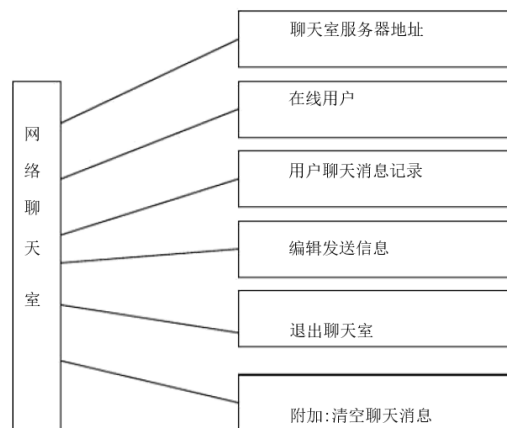 网络聊天室
聊天室服务器地址
在线用户
用户聊天消息记录
编辑发送信息
退出聊天室
附加:清空聊天消息